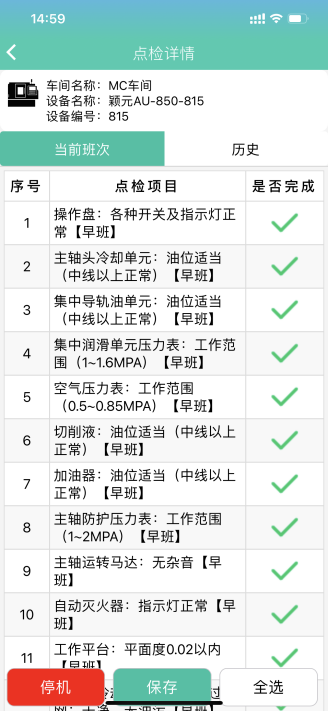 14:59
点检详情
车间名称：MC车间
设备名称：颖元AU-850-815
设备编号：815
当前班次
历史
序号 点检项目 是否完成
1 操作盘：各种开关及指示灯正
常【早班】
2 主轴头冷却单元：油位适当
（中线以上正常）【早班】
3 集中导轨油单元：油位适当
（中线以上正常）【早班】
4 集中润滑单元压力表：工作范
围（1~1.6MPA）【早班】
5 空气压力表：工作范围
（0.5~0.85MPA）【早班】
6 切削液：油位适当（中线以上
正常）【早班】
7 加油器：油位适当（中线以上
正常）【早班】
8 主轴防护压力表：工作范围
（1~2MPA）【早班】
9 主轴运转马达：无杂音【早
班】
10 自动灭火器：指示灯正常【早
班】
11 工作平台：平面度0.02以内
【早班】
停机
保存
全选